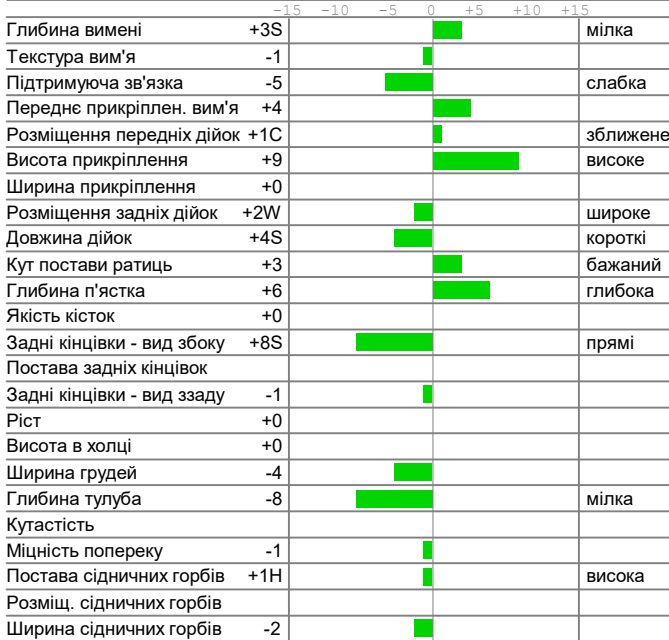 -15 -10 -5 0 +5 +10 +15
Глибина вимені +3S мілка
Текстура вим'я -1
Підтримуюча зв'язка -5 слабка
Переднє прикріплен. вим'я +4
Розміщення передніх дійок +1C зближене
Висота прикріплення +9 високе
Ширина прикріплення +0
Розміщення задніх дійок +2W широке
Довжина дійок +4S короткі
Кут постави ратиць +3 бажаний
Глибина п'ястка +6 глибока
Якість кісток +0
Задні кінцівки - вид збоку +8S прямі
Постава задніх кінцівок
Задні кінцівки - вид ззаду -1
Ріст +0
Висота в холці +0
Ширина грудей -4
Глибина тулуба -8 мілка
Кутастість
Міцність попереку -1
Постава сідничних горбів +1H висока
Розміщ. сідничних горбів
Ширина сідничних горбів -2